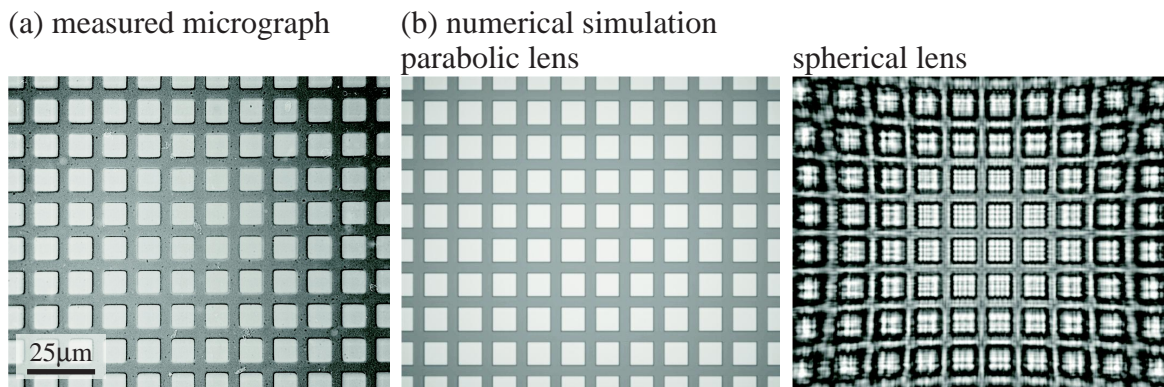 (a) measured micrograph
(b) numerical simulation
parabolic lens
spherical lens
25μm